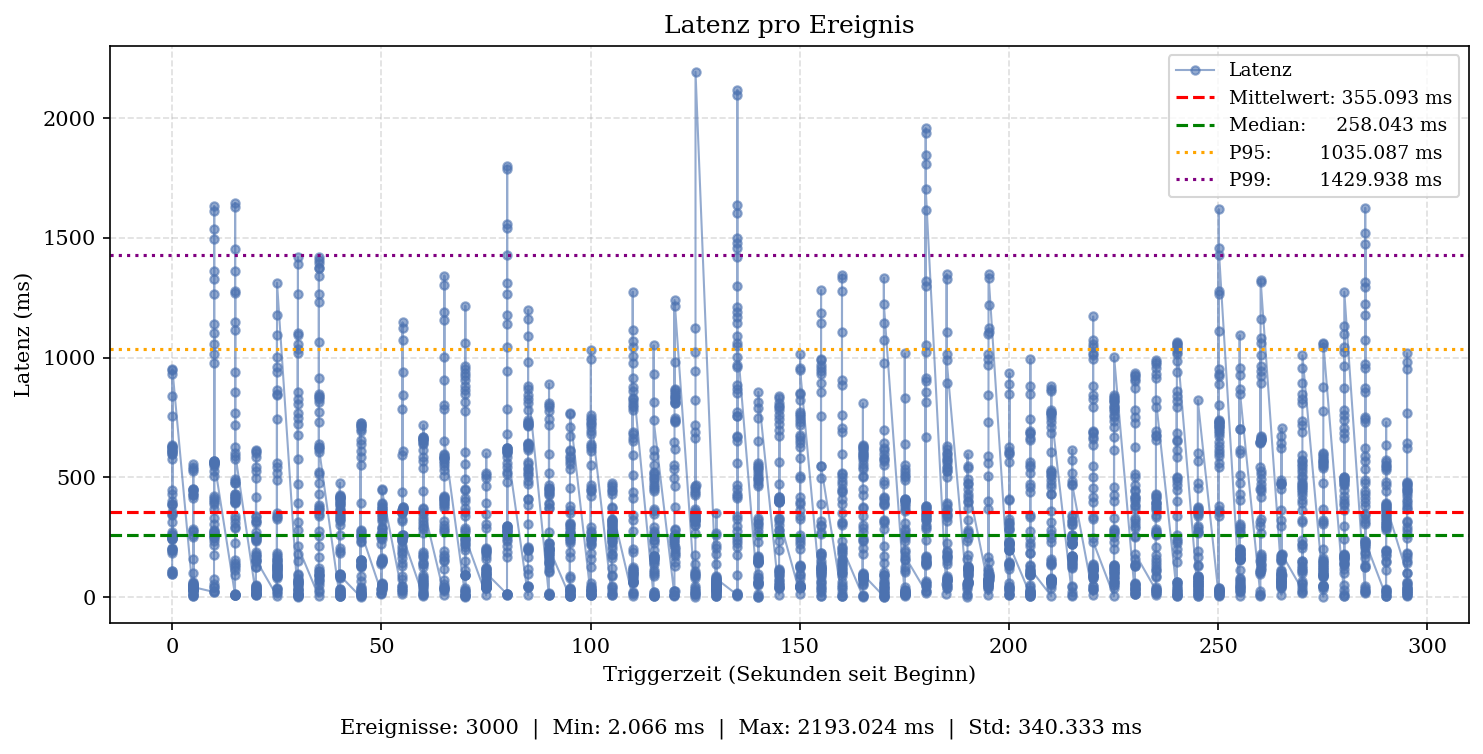 Latenz pro Ereignis
Latenz (ms)
2000
1500
1000
500
0
Latenz
Mittelwert: 355.093 ms
Median: 258.043 ms
P95: 1035.087 ms
P99: 1429.938 ms
0 50 100 150 200 250 300
Triggerzeit (Sekunden seit Beginn)
Ereignisse: 3000 | Min: 2.066 ms | Max: 2193.024 ms | Std: 340.333 ms